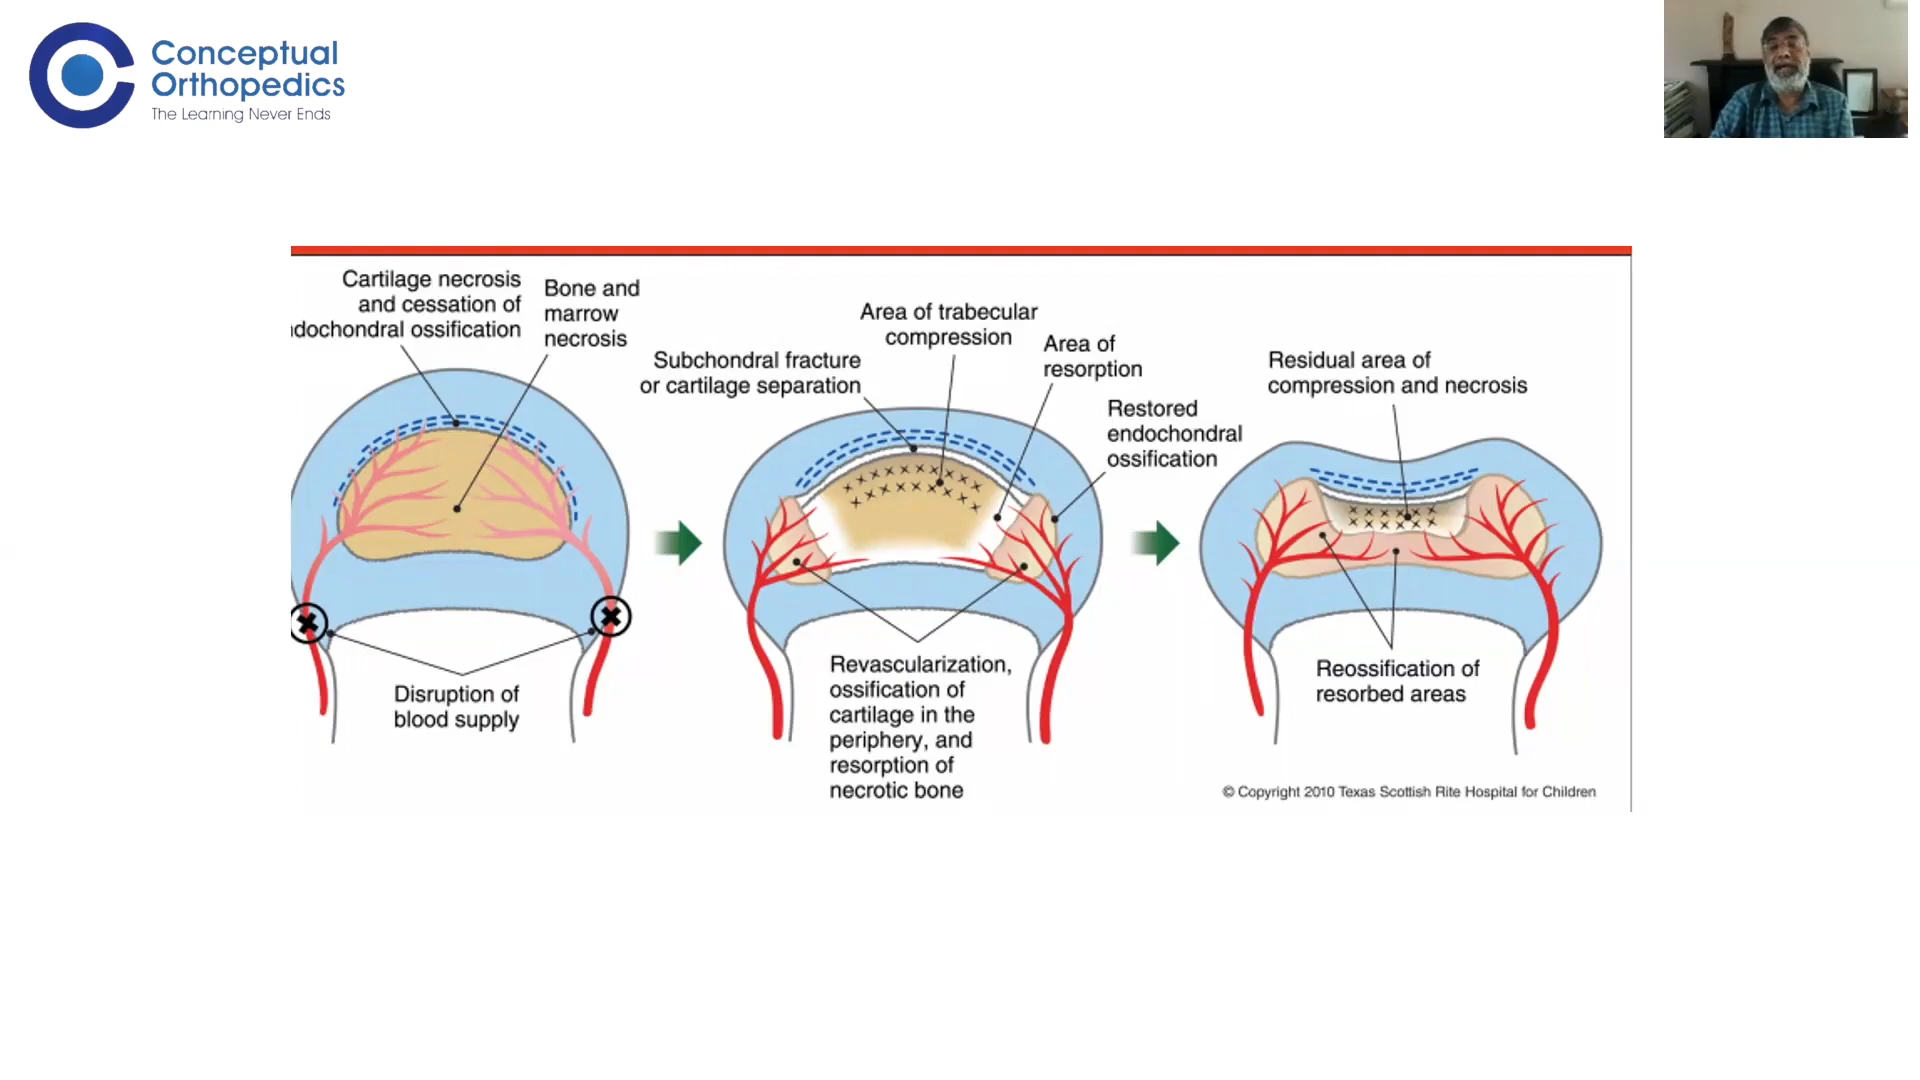 Conceptual
Orthopedics
The Learning Never Ends
Cartilage necrosis
and cessation of
ndochondral ossification
Bone and
marrow
necrosis
Disruption of
blood supply
Subchondral fracture
or cartilage separation
Area of trabecular
compression
Area of
resorption
Restored
endochondral
ossification
Revascularization,
ossification of
cartilage in the
periphery, and
resorption of
necrotic bone
Residual area of
compression and necrosis
Reossification of
resorbed areas
© Copyright 2010 Texas Scottish Rite Hospital for Children